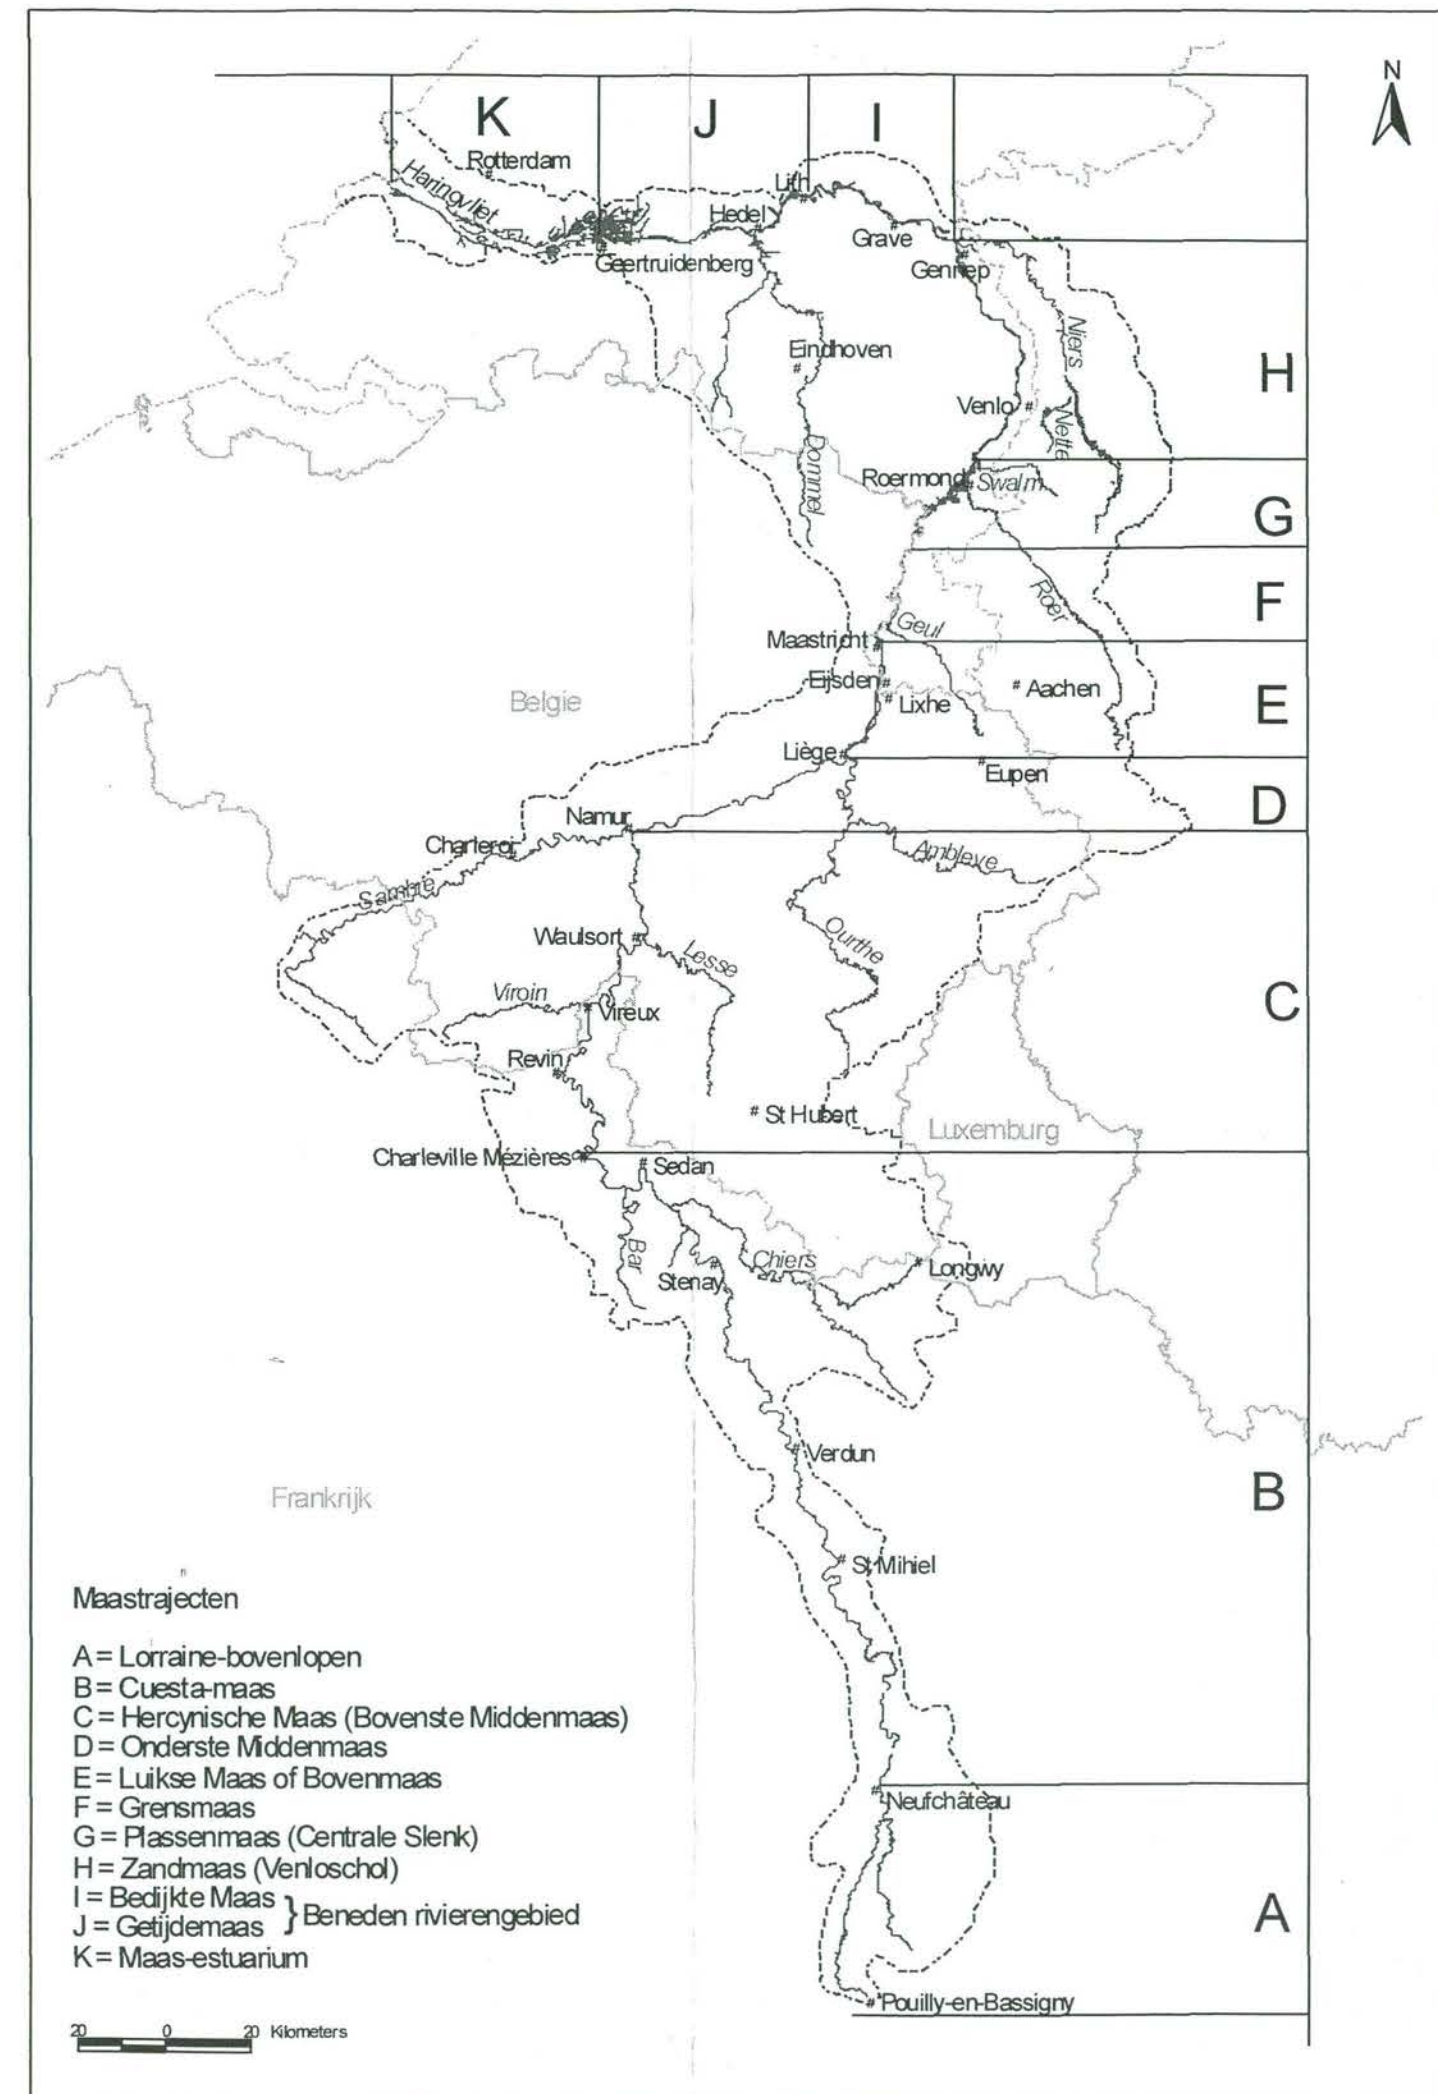 N
K
J
I
Rotterdam
Haringvliet
Lith
Hedel
Grave
Geertruidenberg
Gennep
Niers
Eindhoven
H
Venlo
Nette
Dommel
Roermond
Swalm
G
Roer
F
Geul
Maastricht
Eijsden
Aachen
Belgie
Lixhe
E
Liège
Eupen
D
Namur
Charleroi
Ambleve
Sambre
Ourthe
Waulsort
Lesse
Viroin
Vireux
C
Revin
St Hubert
Luxemburg
Charleville Mézières
Sedan
Bar
Chiers
Longwy
Stenay
Verdun
B
Frankrijk
St Mihiel
Maastrajecten
A = Lorraine-bovenlopen
B = Cuesta-maas
C = Hercynische Maas (Bovenste Middenmaas)
D = Onderste Middenmaas
E = Luikse Maas of Bovenmaas
F = Grensmaas
G = Plassenmaas (Centrale Slenk)
H = Zandmaas (Venloschol)
I = Bedijkte Maas
J = Getijdemaas } Beneden rivierengebied
K = Maas-estuarium
Neufchâteau
A
Pouilly-en-Bassigny
20 0 20 Kilometers